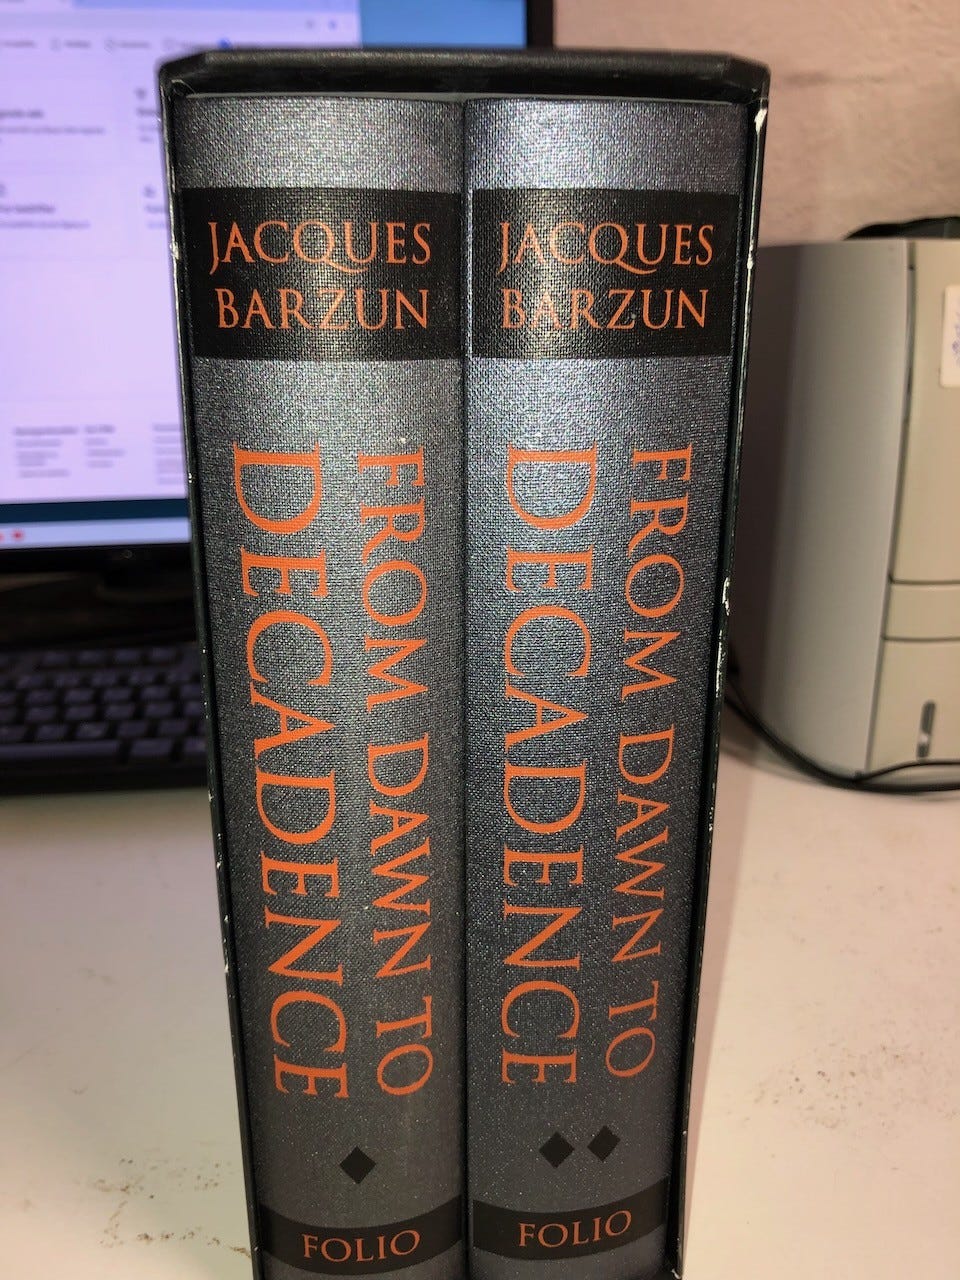 JACQUES
BARZUN
FROM DAWN TO
DECADENCE
FOLIO
JACQUES
BARZUN
FROM DAWN TO
DECADENCE
FOLIO